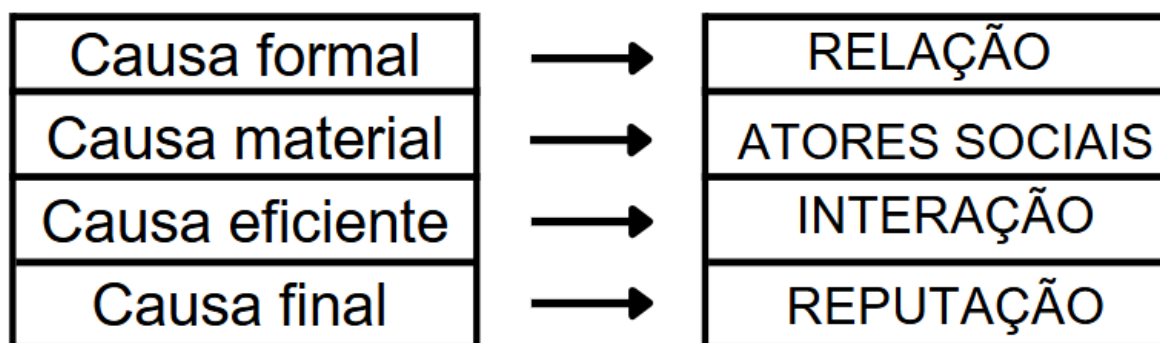 Causa formal → RELAÇÃO
Causa material → ATORES SOCIAIS
Causa eficiente → INTERAÇÃO
Causa final → REPUTAÇÃO